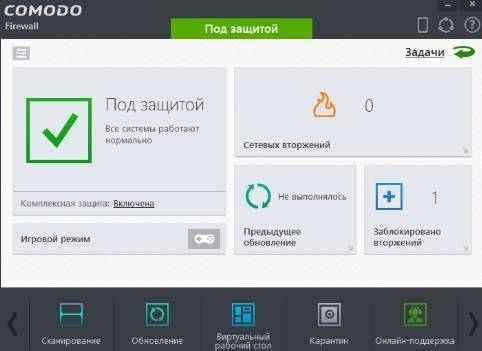 COMODO
Firewall
Под защитой
Задачи
Под защитой
Все системы работают
нормально
Комплексная защита: Включена
Игровой режим
0
Сетевых вторжений
Не выполнялось
Предыдущее
обновление
1
Заблокировано
вторжений
Сканирование
Обновление
Виртуальный
рабочий стол
Карантин
Онлайн-поддержка